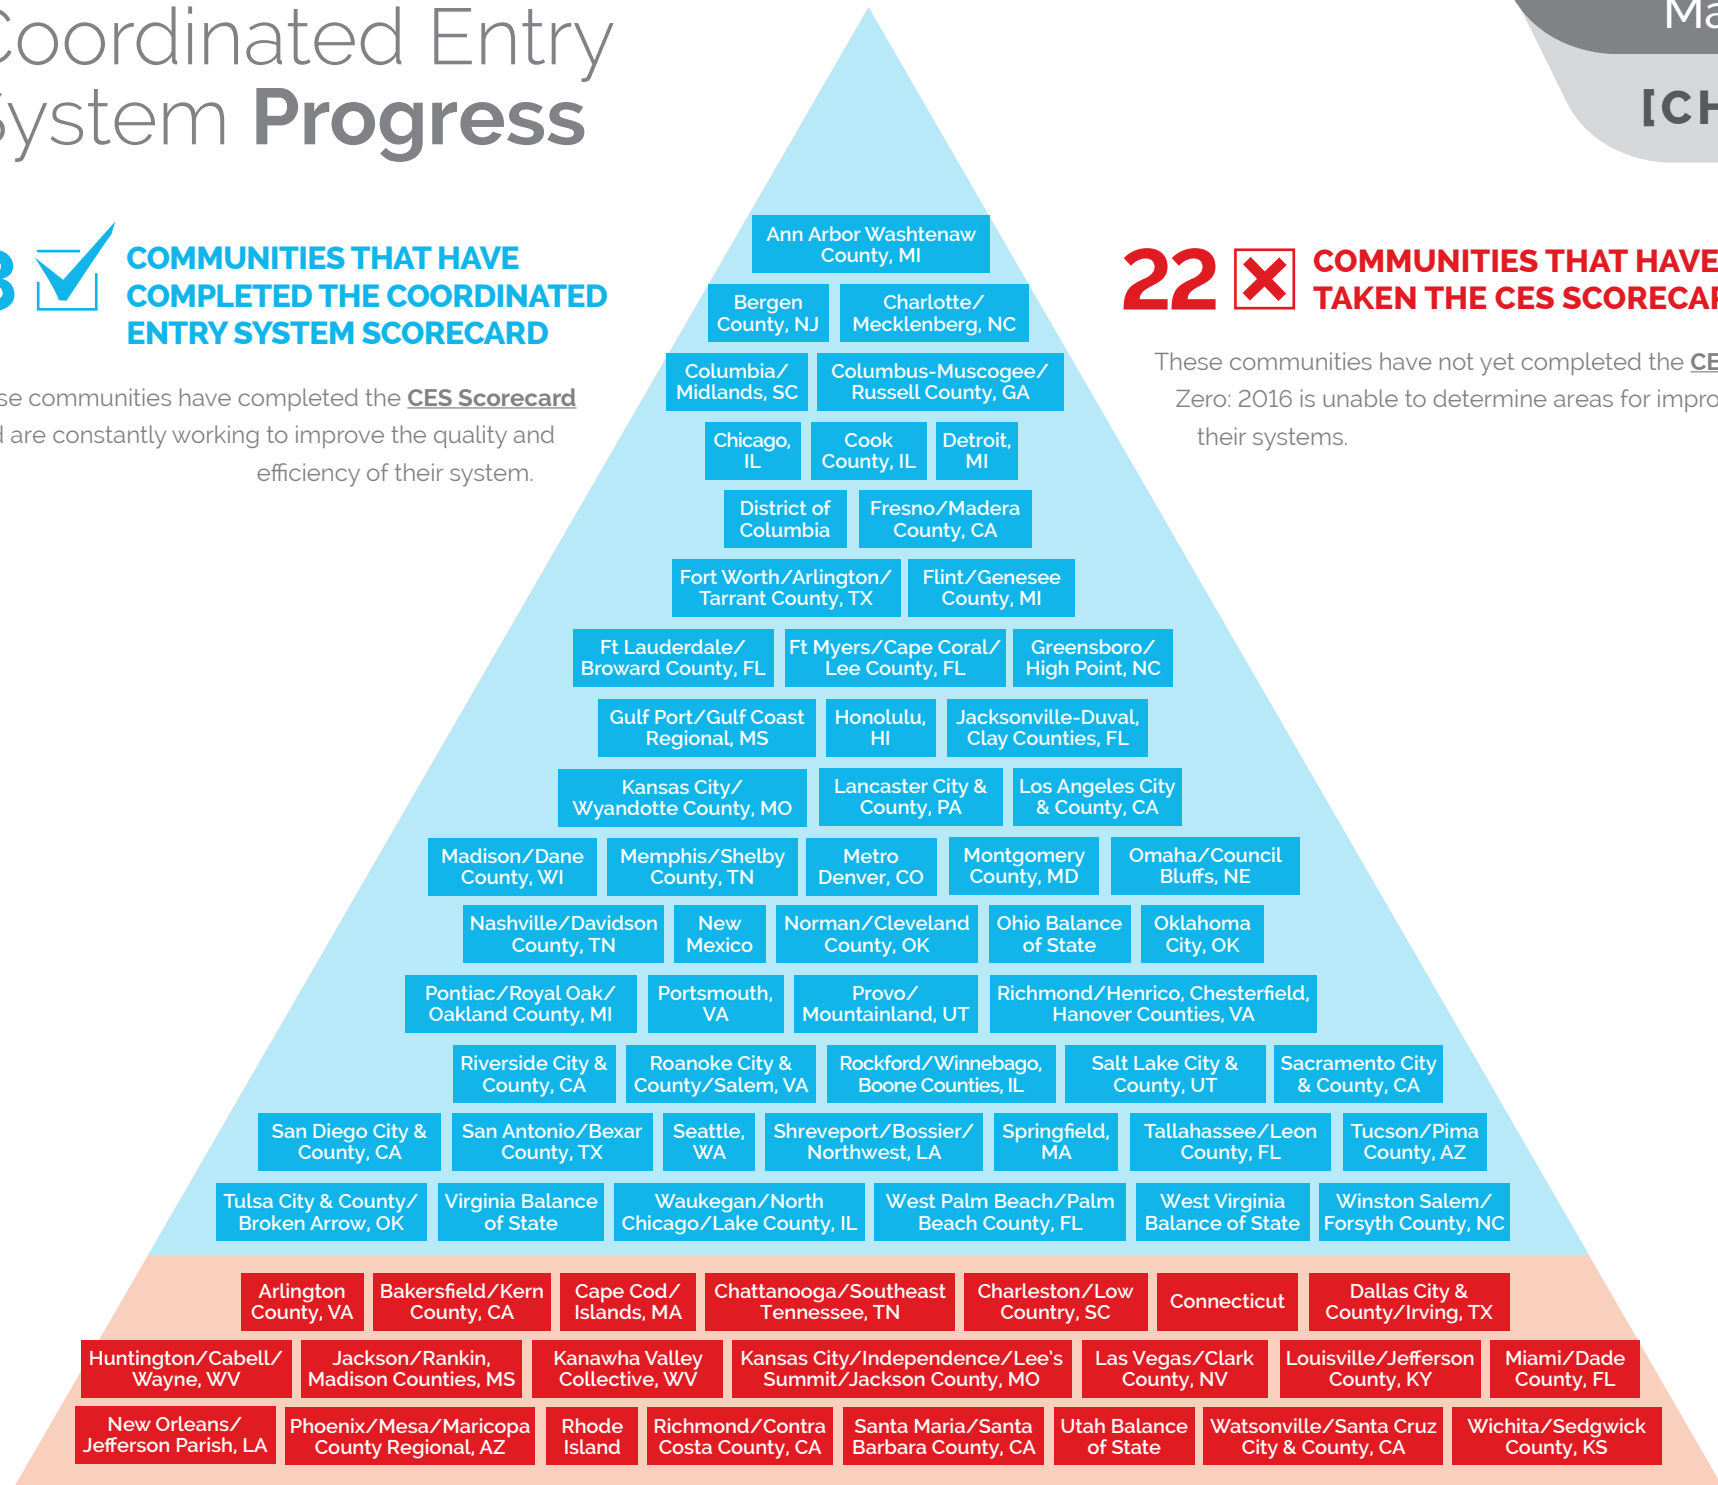 Coordinated Entry
System Progress
Ma
[CH
COMMUNITIES THAT HAVE
COMPLETED THE COORDINATED
ENTRY SYSTEM SCORECARD
se communities have completed the CES Scorecard
d are constantly working to improve the quality and
efficiency of their system.
22
COMMUNITIES THAT HAVE
TAKEN THE CES SCORECAR
These communities have not yet completed the CE
Zero: 2016 is unable to determine areas for impro
their systems.
Ann Arbor Washtenaw
County, MI
Bergen
County, NJ
Charlotte/
Mecklenberg, NC
Columbia/
Midlands, SC
Columbus-Muscogee/
Russell County, GA
Chicago,
IL
Cook
County, IL
Detroit,
MI
District of
Columbia
Fresno/Madera
County, CA
Fort Worth/Arlington/
Tarrant County, TX
Flint/Genesee
County, MI
Ft Lauderdale/
Broward County, FL
Ft Myers/Cape Coral/
Lee County, FL
Greensboro/
High Point, NC
Gulf Port/Gulf Coast
Regional, MS
Honolulu,
HI
Jacksonville-Duval,
Clay Counties, FL
Kansas City/
Wyandotte County, MO
Lancaster City &
County, PA
Los Angeles City
& County, CA
Madison/Dane
County, WI
Memphis/Shelby
County, TN
Metro
Denver, CO
Montgomery
County, MD
Omaha/Council
Bluffs, NE
Nashville/Davidson
County, TN
New
Mexico
Norman/Cleveland
County, OK
Ohio Balance
of State
Oklahoma
City, OK
Pontiac/Royal Oak/
Oakland County, MI
Portsmouth,
VA
Provo/
Mountainland, UT
Richmond/Henrico, Chesterfield,
Hanover Counties, VA
Riverside City &
County, CA
Roanoke City &
County/Salem, VA
Rockford/Winnebago,
Boone Counties, IL
Salt Lake City &
County, UT
Sacramento City
& County, CA
San Diego City &
County, CA
San Antonio/Bexar
County, TX
Seattle,
WA
Shreveport/Bossier/
Northwest, LA
Springfield,
MA
Tallahassee/Leon
County, FL
Tucson/Pima
County, AZ
Tulsa City & County/
Broken Arrow, OK
Virginia Balance
of State
Waukegan/North
Chicago/Lake County, IL
West Palm Beach/Palm
Beach County, FL
West Virginia
Balance of State
Winston Salem/
Forsyth County, NC
Arlington
County, VA
Bakersfield/Kern
County, CA
Cape Cod/
Islands, MA
Chattanooga/Southeast
Tennessee, TN
Charleston/Low
Country, SC
Connecticut
Dallas City &
County/Irving, TX
Huntington/Cabell/
Wayne, WV
Jackson/Rankin,
Madison Counties, MS
Kanawha Valley
Collective, WV
Kansas City/Independence/Lee's
Summit/Jackson County, MO
Las Vegas/Clark
County, NV
Louisville/Jefferson
County, KY
Miami/Dade
County, FL
New Orleans/
Jefferson Parish, LA
Phoenix/Mesa/Maricopa
County Regional, AZ
Rhode
Island
Richmond/Contra
Costa County, CA
Santa Maria/Santa
Barbara County, CA
Utah Balance
of State
Watsonville/Santa Cruz
City & County, CA
Wichita/Sedgwick
County, KS